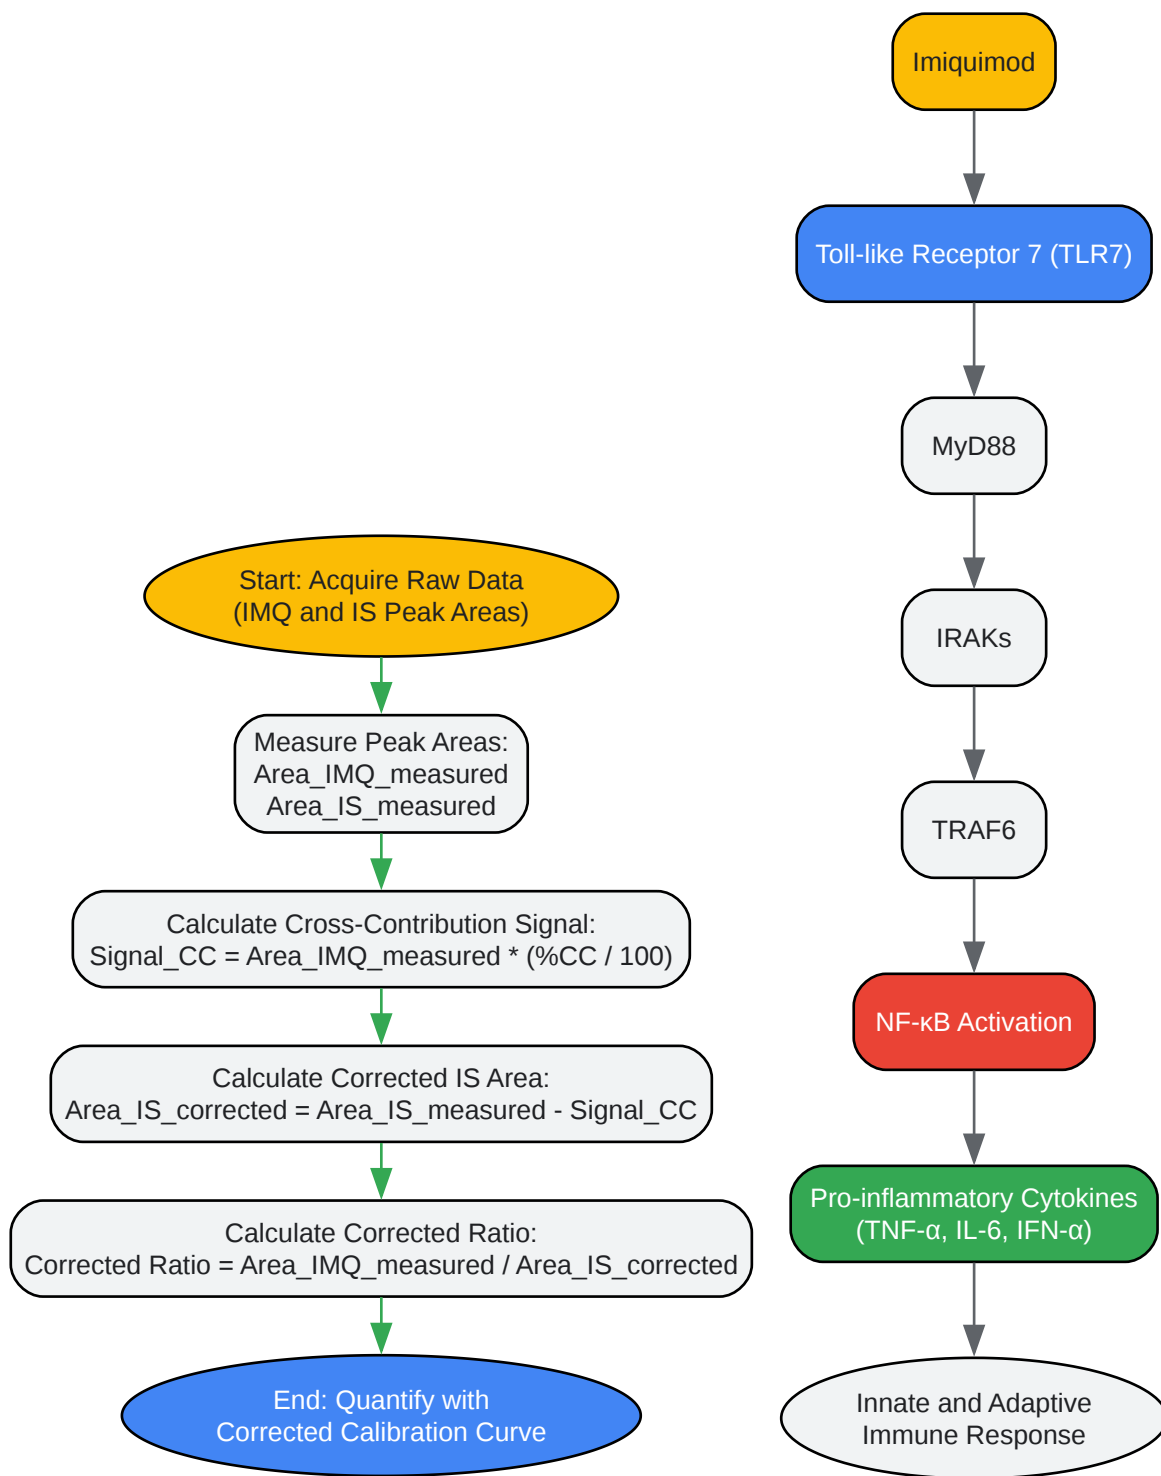 Start: Acquire Raw Data
(IMQ and IS Peak Areas)
Measure Peak Areas:
Area_IMQ_measured
Area_IS_measured
Calculate Cross-Contribution Signal:
Signal_CC = Area_IMQ_measured * (%CC / 100)
Calculate Corrected IS Area:
Area_IS_corrected = Area_IS_measured - Signal_CC
Calculate Corrected Ratio:
Corrected Ratio = Area_IMQ_measured / Area_IS_corrected
End: Quantify with
Corrected Calibration Curve
Imiquimod
Toll-like Receptor 7 (TLR7)
MyD88
IRAKs
TRAF6
NF-κB Activation
Pro-inflammatory Cytokines
(TNF-α, IL-6, IFN-α)
Innate and Adaptive
Immune Response